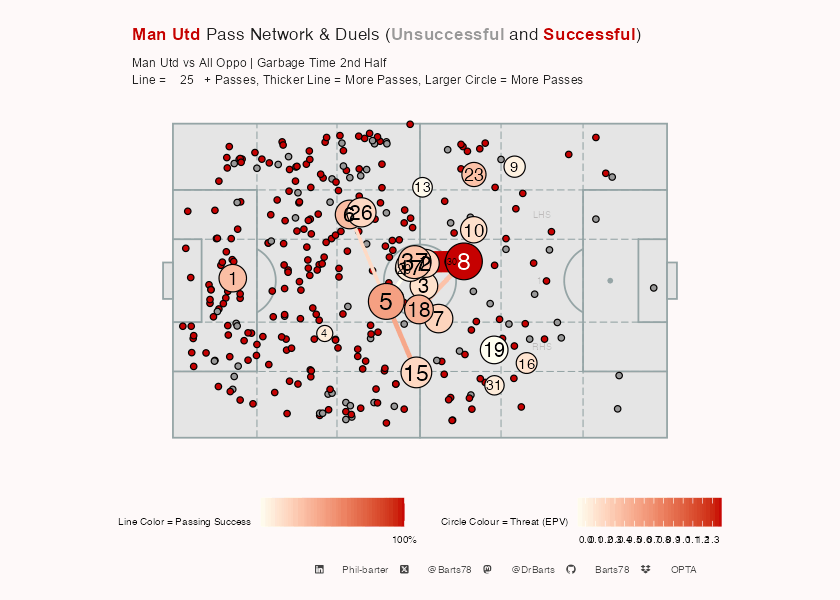 Man Utd Pass Network & Duels (Unsuccessful and Successful)
Man Utd vs All Oppo | Garbage Time 2nd Half
Line = 25 + Passes, Thicker Line = More Passes, Larger Circle = More Passes
9
23
13
26
LHS
10
8
1
5
3
18
7
4
19
RHS
16
15
31
Line Color = Passing Success
100%
Circle Colour = Threat (EPV)
Phil-barter
@Barts78
@DrBarts
Barts78
OPTA